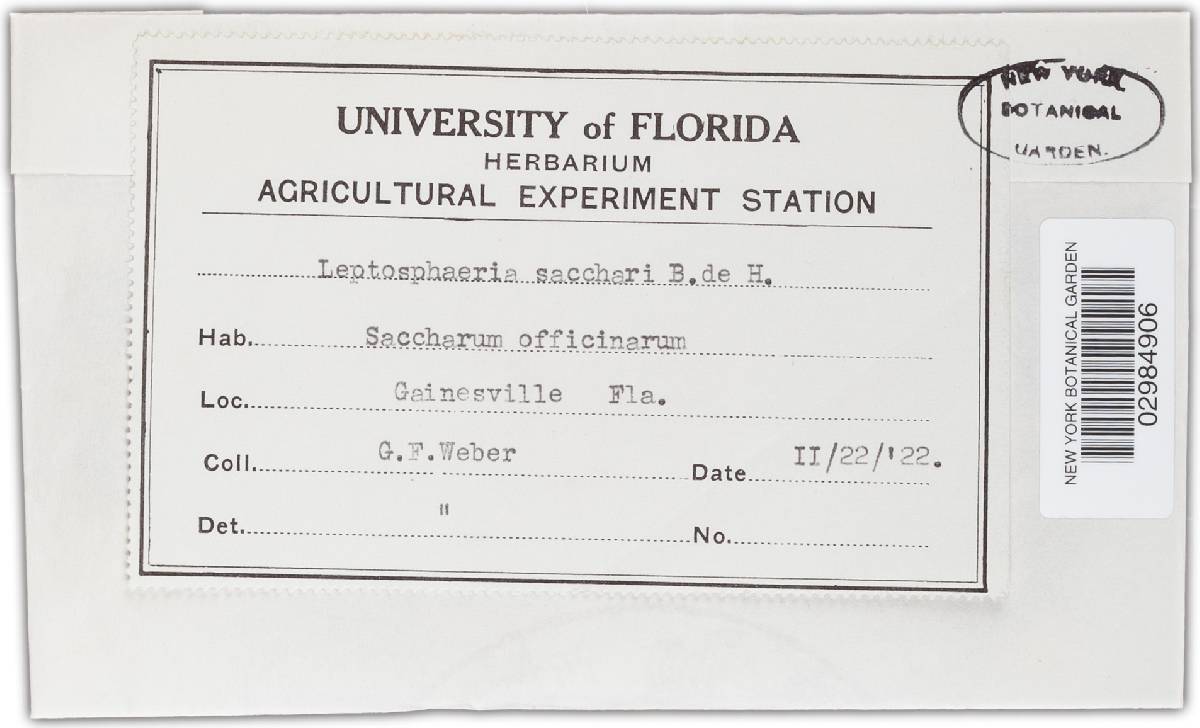 NEW YORK
BOTANICAL
GARDEN.
UNIVERSITY of FLORIDA
HERBARIUM
AGRICULTURAL EXPERIMENT STATION
Leptosphaeria sacchari B.de H.
Hab. Saccharum officinarum
Loc. Gainesville Fla.
Coll. G.F.Weber Date II/22/'22.
Det. " No.
NEW YORK BOTANICAL GARDEN
02984906